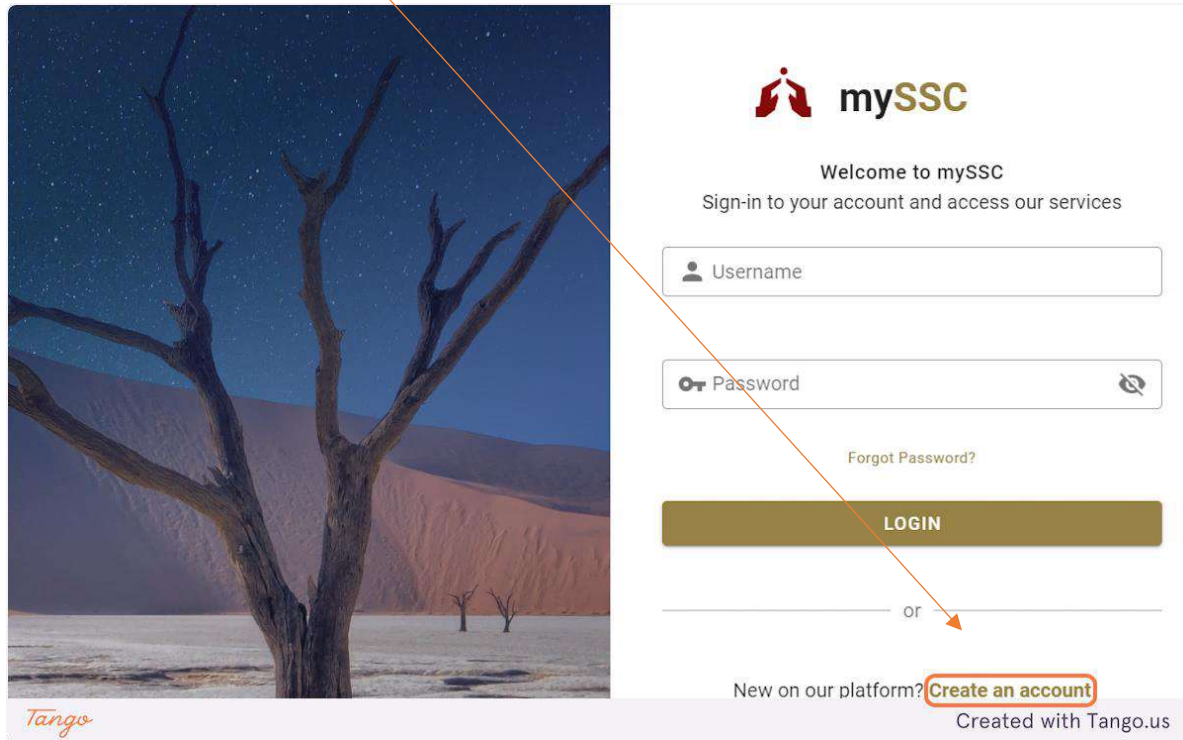 mySSC
Welcome to mySSC
Sign-in to your account and access our services
Username
Password
Forgot Password?
LOGIN
or
New on our platform? Create an account
Tango
Created with Tango.us